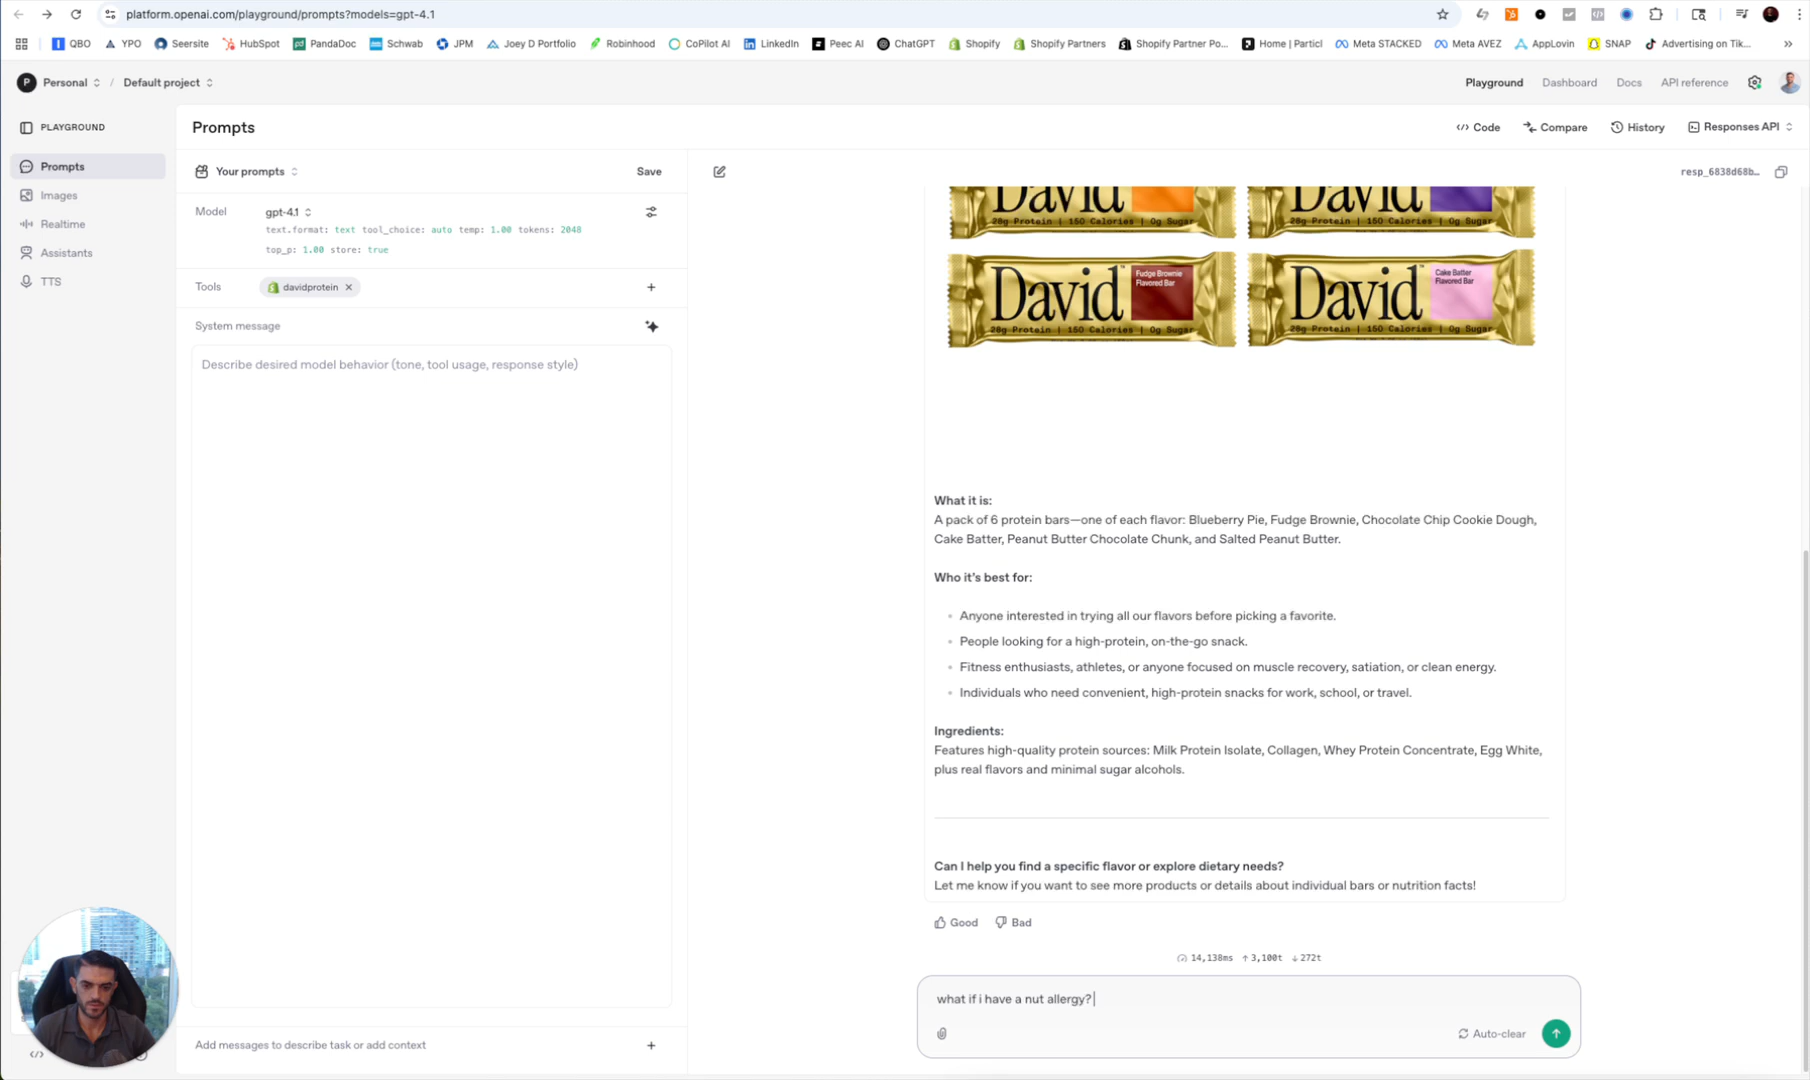 platform.openai.com/playground/prompts?models=gpt-4.1
QBO
YPO
Seersite
HubSpot
PandaDoc
Schwab
JPM
Joey D Portfolio
Robinhood
CoPilot AI
LinkedIn
Peec AI
ChatGPT
Shopify
Shopify Partners
Shopify Partner Po...
Home | Particl
Meta STACKED
Meta AVEZ
AppLovin
SNAP
Advertising on Tik...
P
Personal
/
Default project
Playground
Dashboard
Docs
API reference
PLAYGROUND
Prompts
Images
Realtime
Assistants
TTS
Prompts
Code
Compare
History
Responses API
Your prompts
Save
Model
gpt-4.1
text.format: text tool_choice: auto temp: 1.00 tokens: 2048
top_p: 1.00 store: true
Tools
davidprotein
System message
Describe desired model behavior (tone, tool usage, response style)
Add messages to describe task or add context
resp_6838d68b…
David
28g Protein | 150 Calories | 0g Sugar
David
28g Protein | 150 Calories | 0g Sugar
David™
Fudge Brownie
Flavored Bar
28g Protein | 150 Calories | 0g Sugar
David™
Cake Batter
Flavored Bar
28g Protein | 150 Calories | 0g Sugar
What it is:
A pack of 6 protein bars—one of each flavor: Blueberry Pie, Fudge Brownie, Chocolate Chip Cookie Dough,
Cake Batter, Peanut Butter Chocolate Chunk, and Salted Peanut Butter.
Who it's best for:
Anyone interested in trying all our flavors before picking a favorite.
People looking for a high-protein, on-the-go snack.
Fitness enthusiasts, athletes, or anyone focused on muscle recovery, satiation, or clean energy.
Individuals who need convenient, high-protein snacks for work, school, or travel.
Ingredients:
Features high-quality protein sources: Milk Protein Isolate, Collagen, Whey Protein Concentrate, Egg White,
plus real flavors and minimal sugar alcohols.
Can I help you find a specific flavor or explore dietary needs?
Let me know if you want to see more products or details about individual bars or nutrition facts!
Good
Bad
14,138ms ↑3,100t ↓272t
what if i have a nut allergy?
Auto-clear